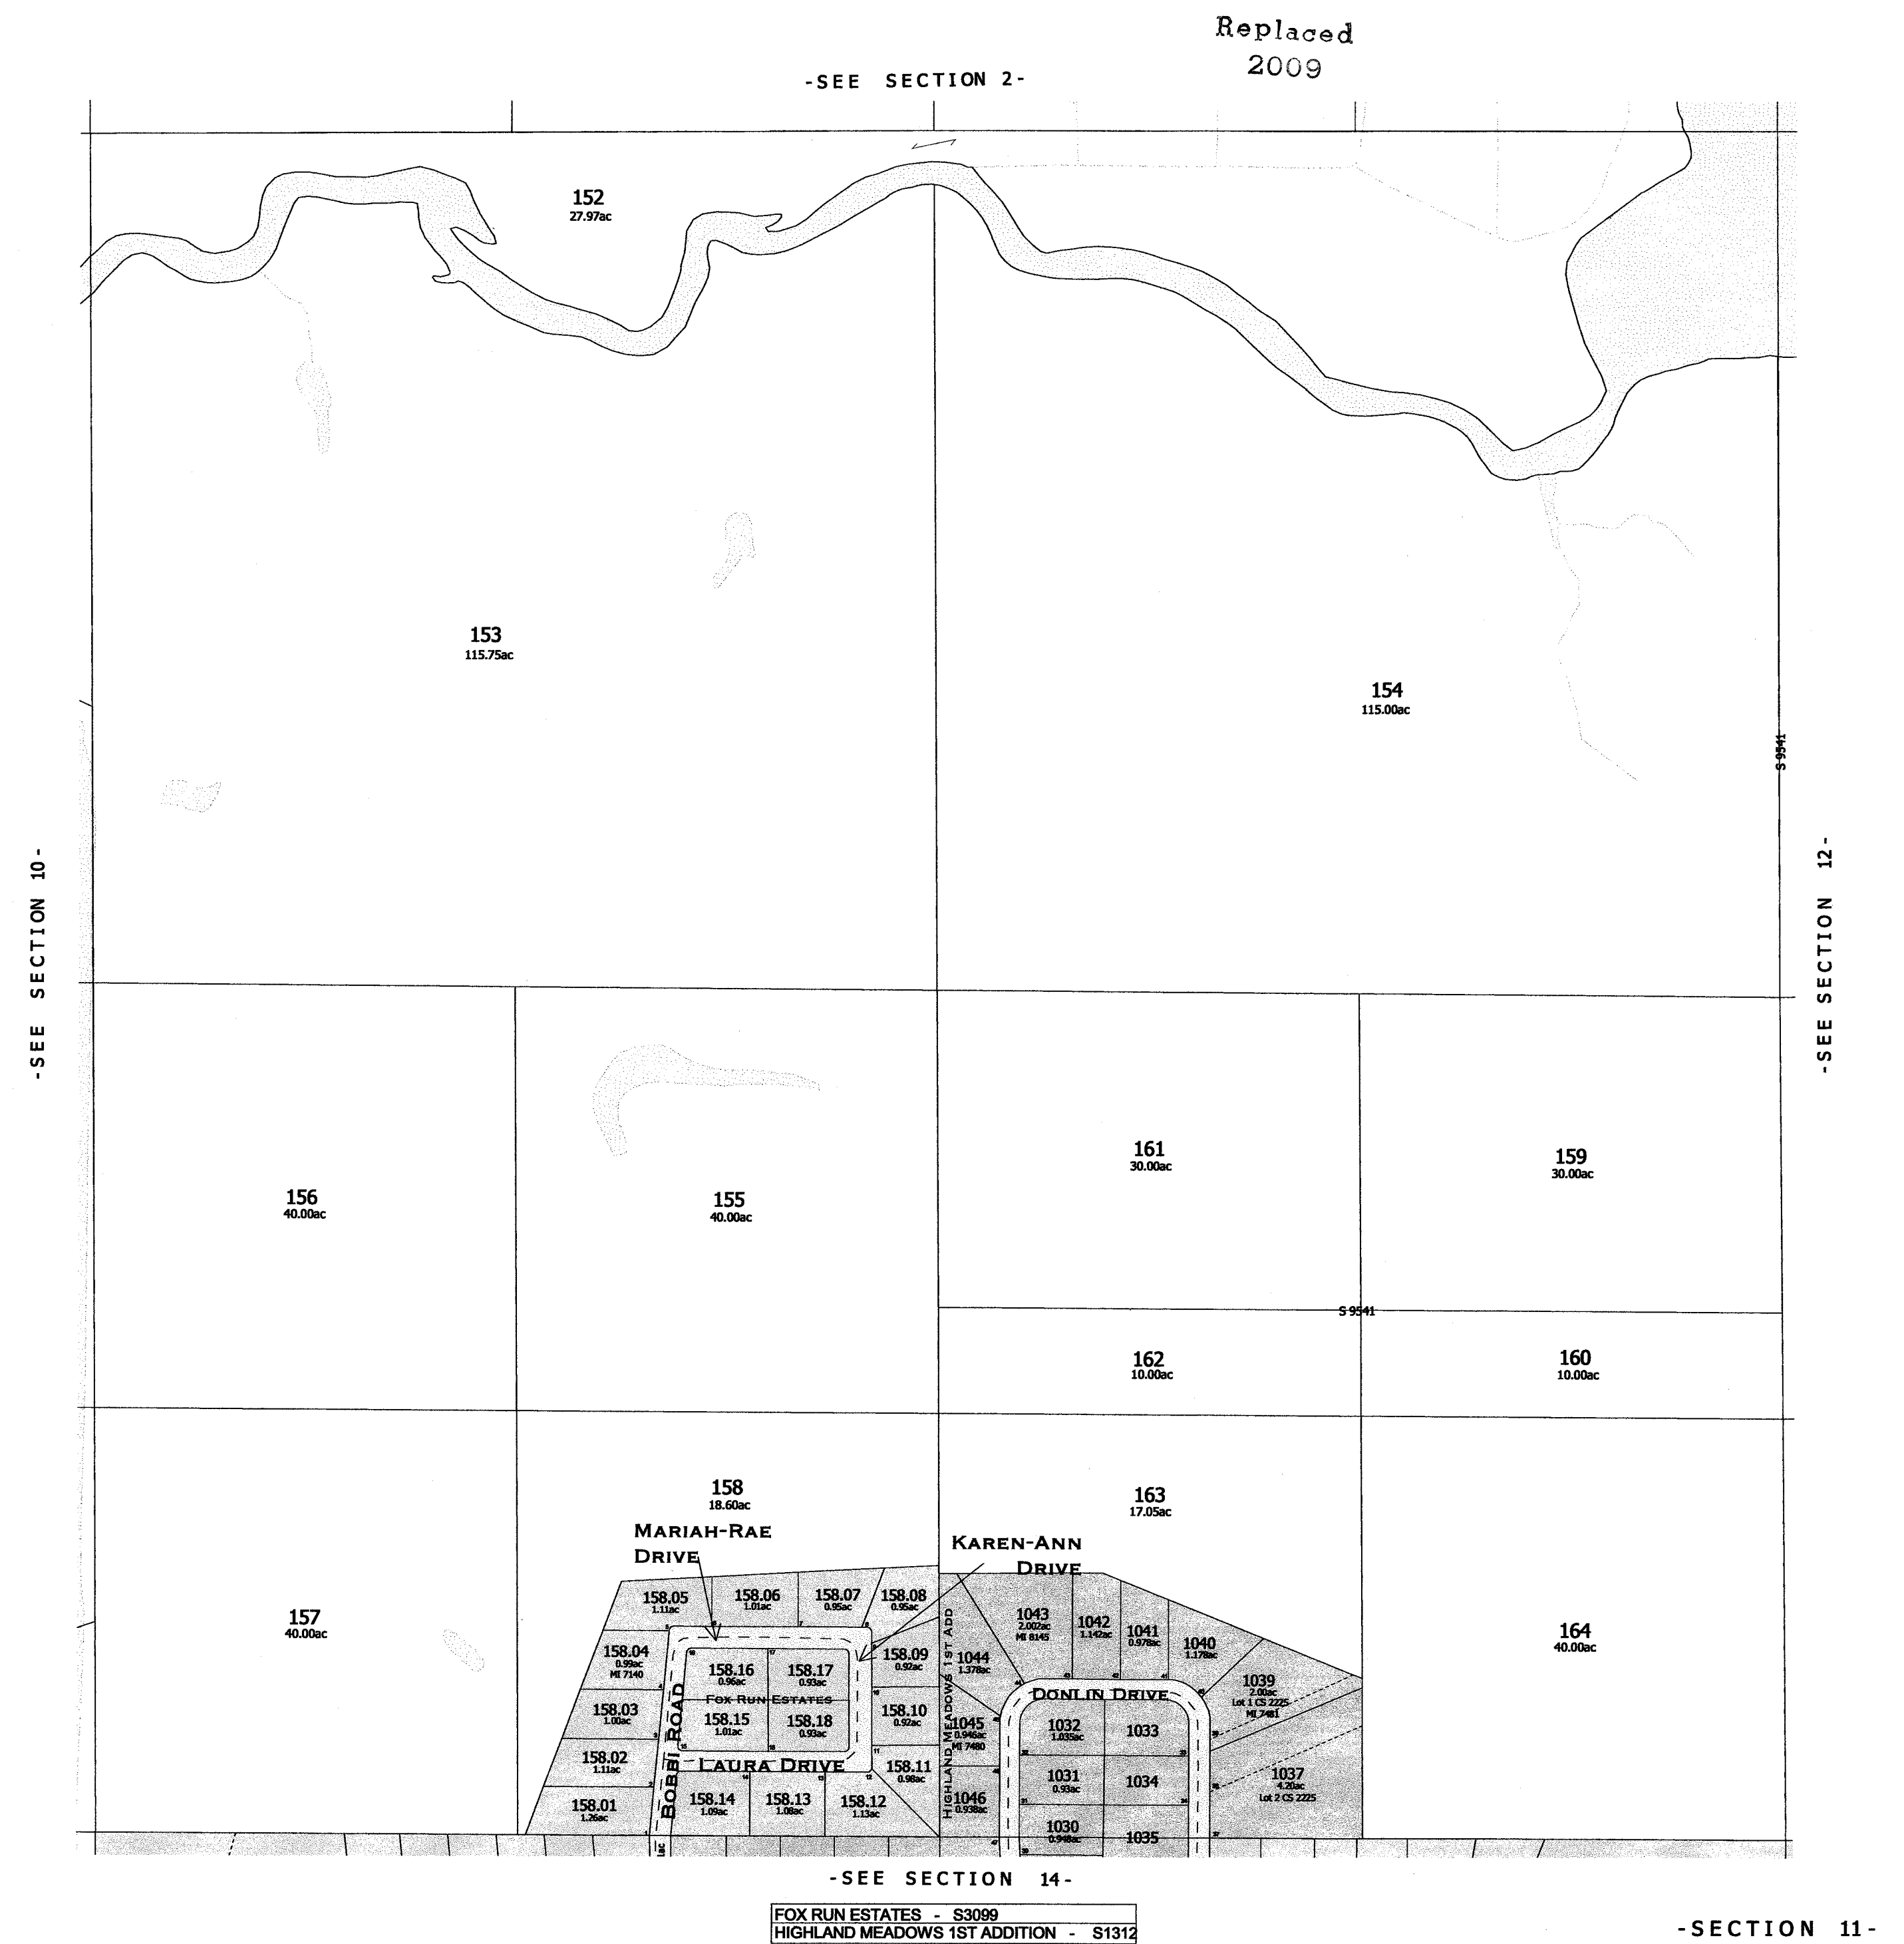 Replaced
2009
-SEE SECTION 2-
152
27.97ac
153
115.75ac
154
115.00ac
S 9541
-SEE SECTION 10-
-SEE SECTION 12-
161
30.00ac
159
30.00ac
156
40.00ac
155
40.00ac
S 9541
162
10.00ac
160
10.00ac
158
18.60ac
163
17.05ac
MARIAH-RAE
DRIVE
KAREN-ANN
DRIVE
157
40.00ac
164
40.00ac
158.05
1.11ac
158.06
1.01ac
158.07
0.95ac
158.08
0.95ac
158.04
0.99ac
MI 7140
158.16
0.96ac
158.17
0.93ac
158.09
0.92ac
FOX RUN ESTATES
158.03
1.00ac
158.15
1.01ac
158.18
0.93ac
158.10
0.92ac
158.02
1.11ac
LAURA DRIVE
158.11
0.98ac
158.01
1.26ac
158.14
1.09ac
158.13
1.08ac
158.12
1.13ac
BOBBI ROAD
HIGHLAND MEADOWS 1ST ADD
1043
2.002ac
MI 8145
1042
1.142ac
1041
0.978ac
1040
1.178ac
1044
1.378ac
1039
2.00ac
Lot 1 CS 2225
MI 7481
DONLIN DRIVE
1045
0.946ac
MI 7480
1032
1.035ac
1033
1031
0.93ac
1034
1037
4.20ac
Lot 2 CS 2225
1046
0.938ac
1030
0.948ac
1035
-SEE SECTION 14-
FOX RUN ESTATES - S3099
HIGHLAND MEADOWS 1ST ADDITION - S1312
-SECTION 11-